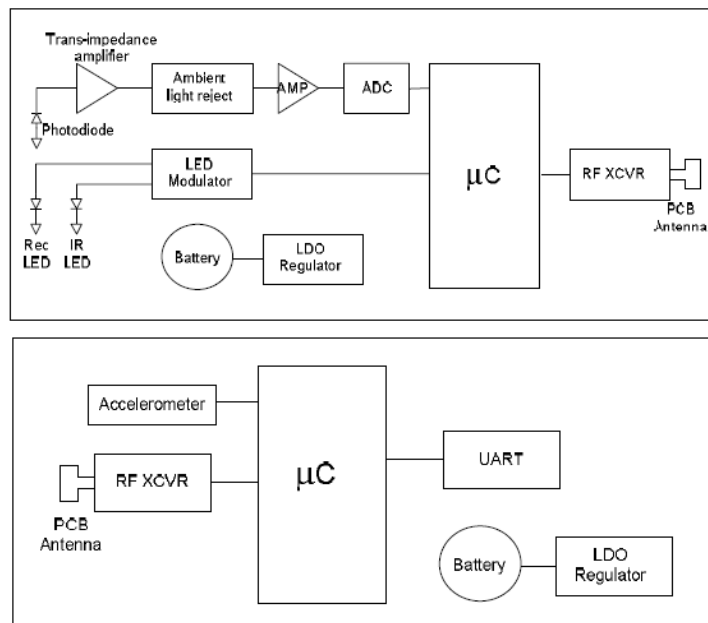 Trans-impedance
amplifier
Ambient
light reject
AMP
ADC
Photodiode
LED
Modulator
μC
RF XCVR
PCB
Antenna
Rec
LED
IR
LED
Battery
LDO
Regulator
Accelerometer
RF XCVR
PCB
Antenna
μC
UART
Battery
LDO
Regulator